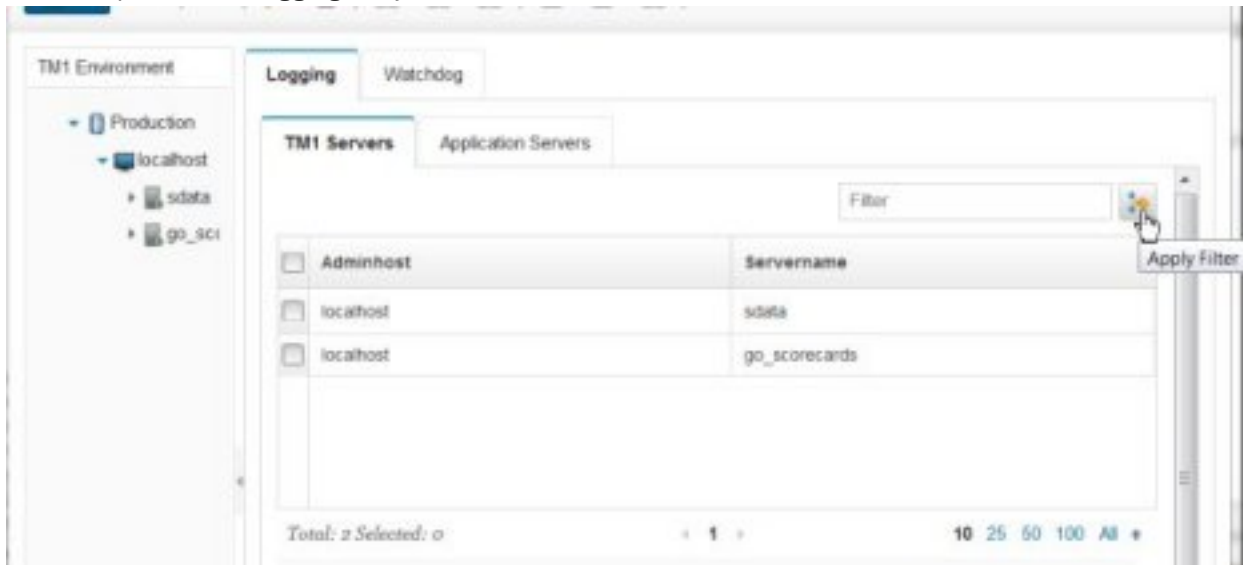 TM1 Environment
Production
localhost
sdata
go_sc
Logging Watchdog
TM1 Servers Application Servers
Filter
Apply Filter
Adminhost Servername
localhost sdata
localhost go_scorecards
Total: 2 Selected: 0 1 10 25 50 100 All